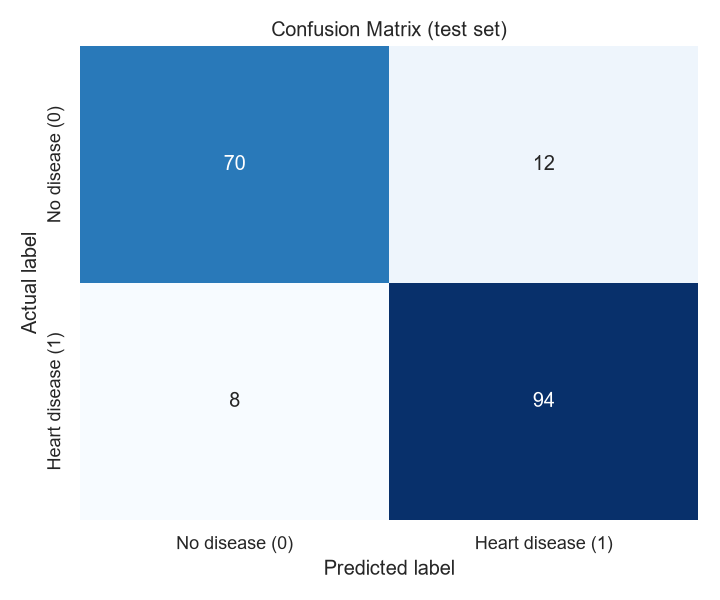 Confusion Matrix (test set)
Actual label
No disease (0)
70
12
Heart disease (1)
8
94
No disease (0)
Heart disease (1)
Predicted label